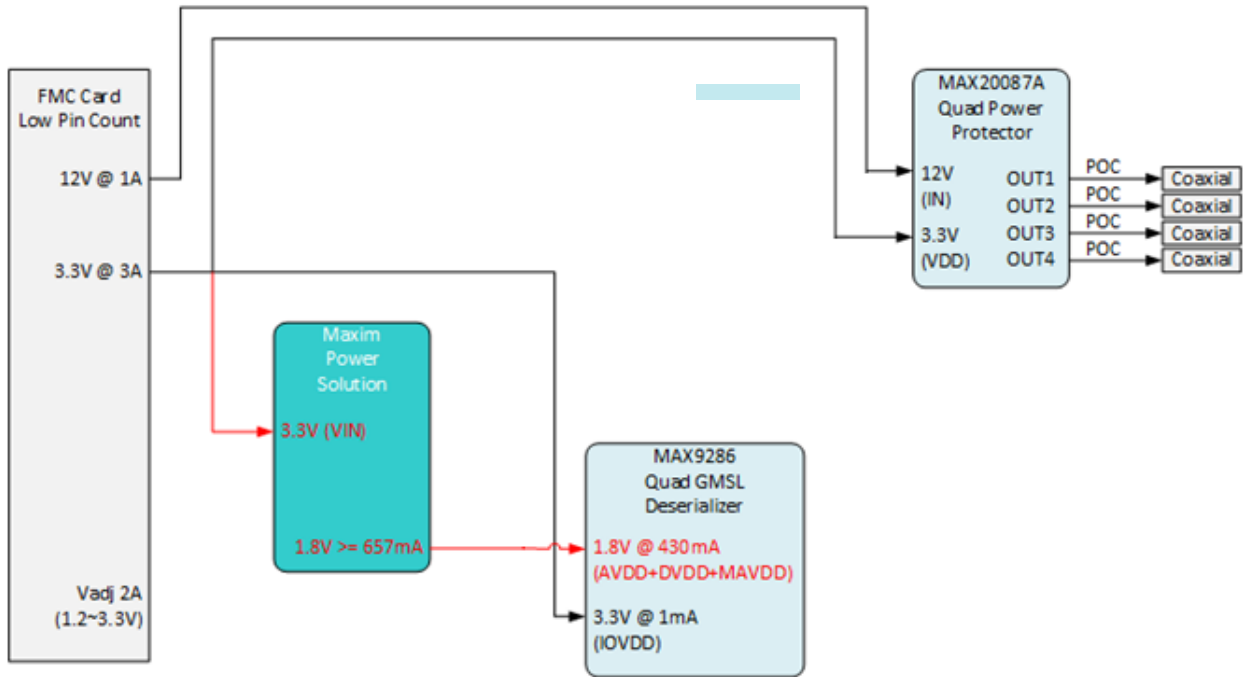 FMC Card
Low Pin Count
12V @ 1A
3.3V @ 3A
Vadj 2A
(1.2~3.3V)
Maxim
Power
Solution
3.3V (VIN)
1.8V >= 657mA
MAX9286
Quad GMSL
Deserializer
1.8V @ 430mA
(AVDD+DVDD+MAVDD)
3.3V @ 1mA
(IOVDD)
MAX20087A
Quad Power
Protector
12V
(IN)
3.3V
(VDD)
OUT1
OUT2
OUT3
OUT4
POC
POC
POC
POC
Coaxial
Coaxial
Coaxial
Coaxial